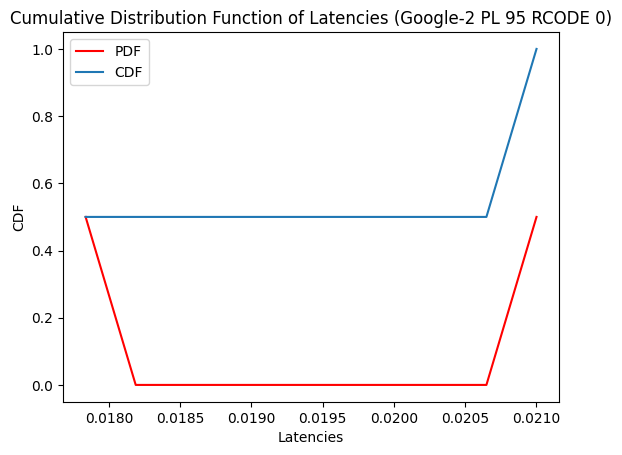 Cumulative Distribution Function of Latencies (Google-2 PL 95 RCODE 0)
PDF
CDF
1.0
0.8
0.6
0.4
0.2
0.0
CDF
0.0180 0.0185 0.0190 0.0195 0.0200 0.0205 0.0210
Latencies